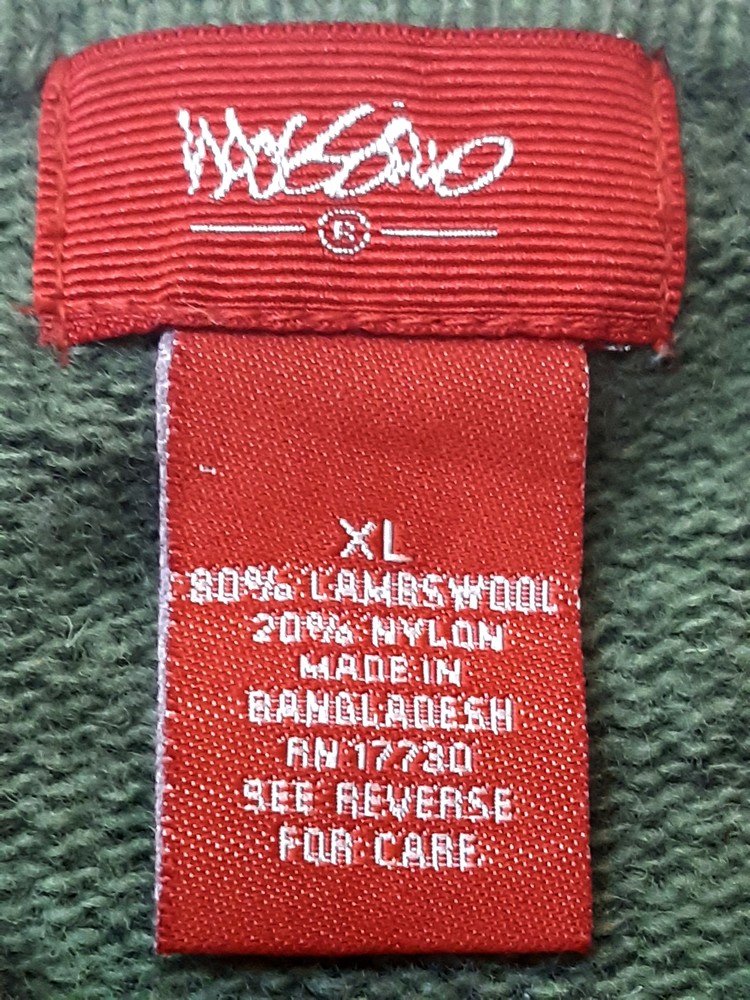 MOSSIMO
®
XL
80% LAMBSWOOL
20% NYLON
MADE IN
BANGLADESH
RN 17730
SEE REVERSE
FOR CARE